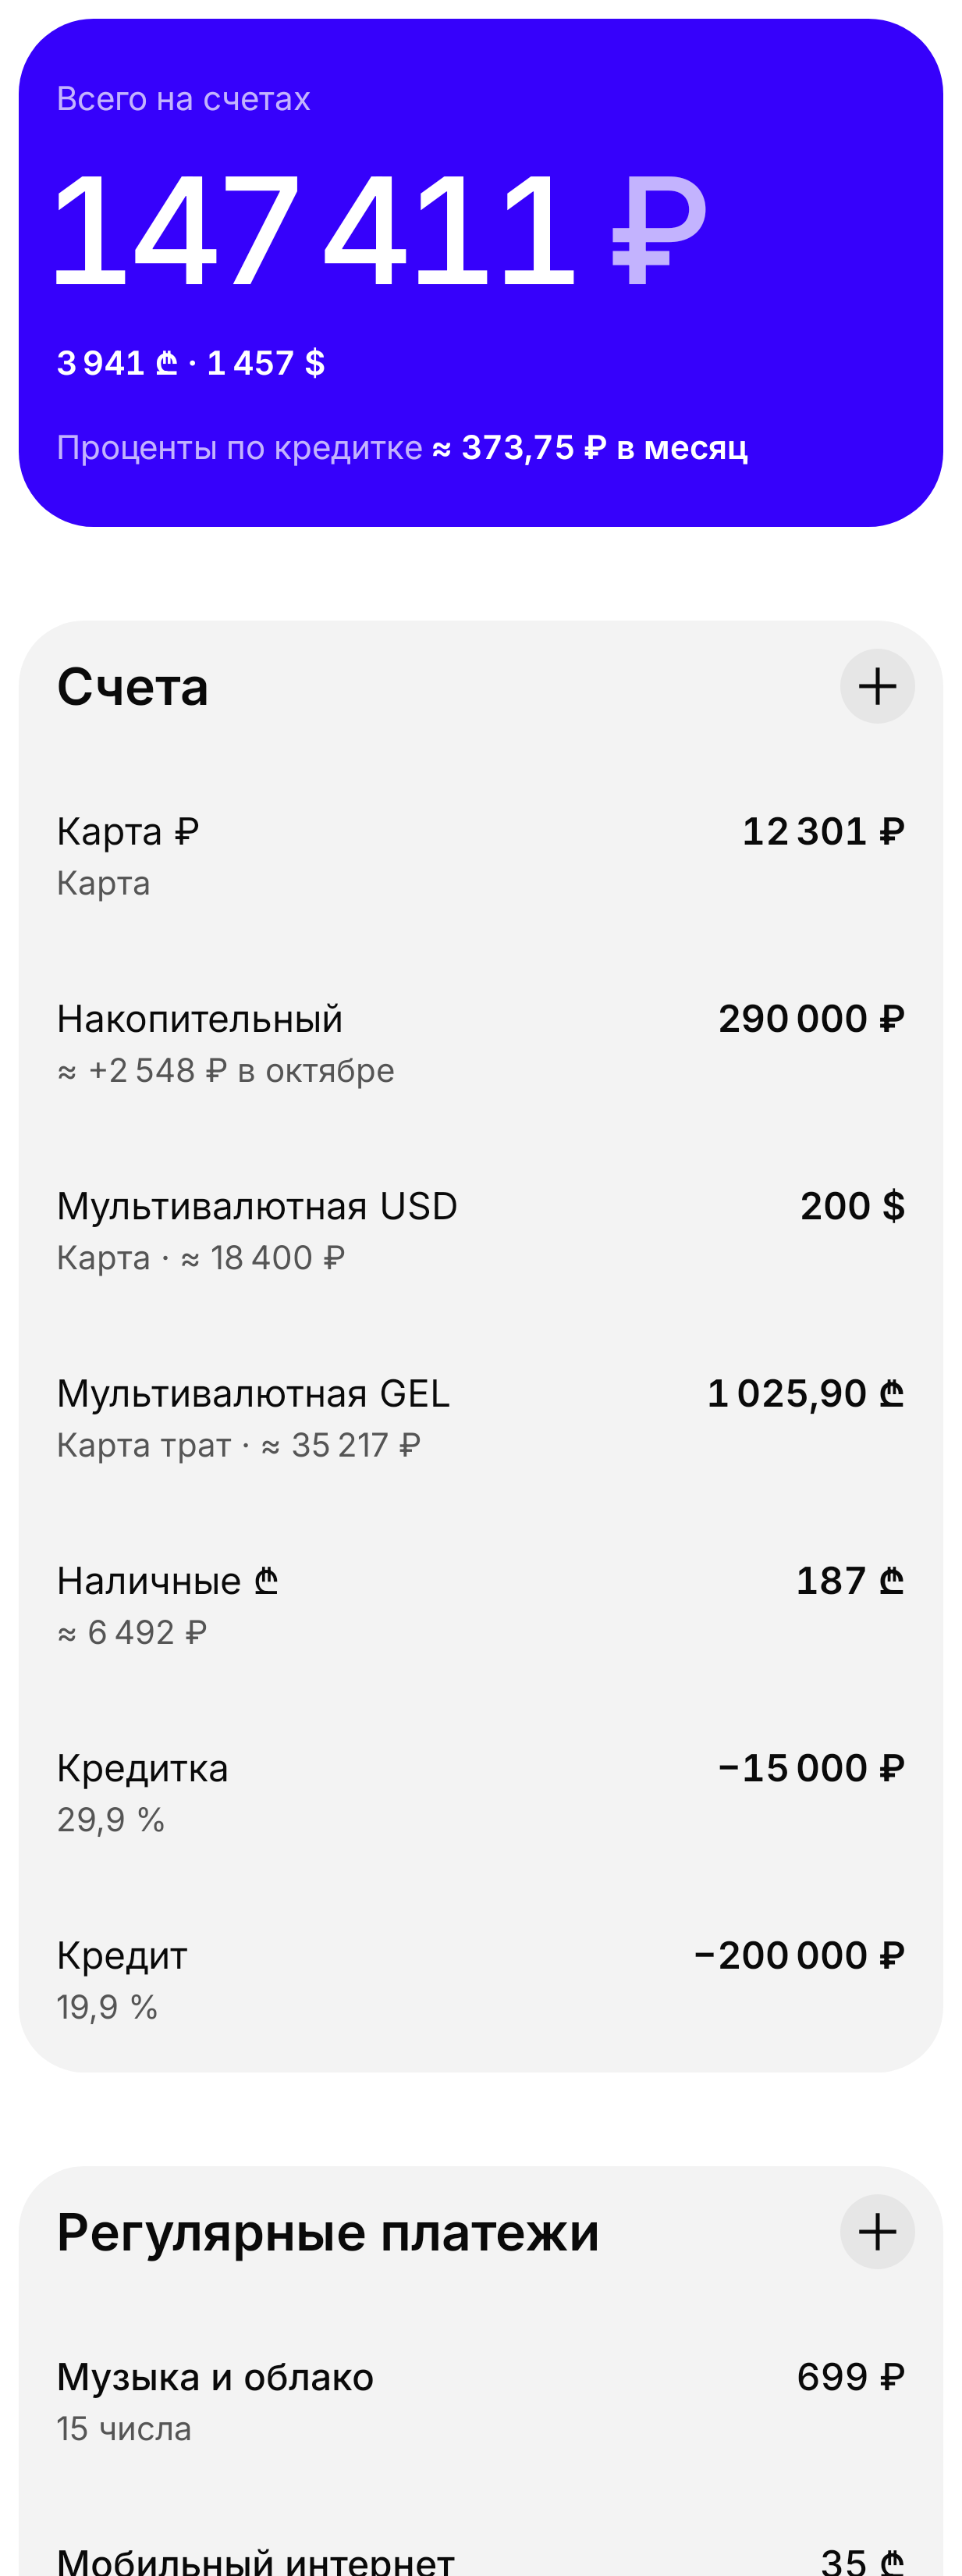 Всего на счетах
147 411 ₽
3 941 ₾ · 1 457 $
Проценты по кредитке ≈ 373,75 ₽ в месяц
Счета
Карта ₽ 12 301 ₽
Карта
Накопительный 290 000 ₽
≈ +2 548 ₽ в октябре
Мультивалютная USD 200 $
Карта · ≈ 18 400 ₽
Мультивалютная GEL 1 025,90 ₾
Карта трат · ≈ 35 217 ₽
Наличные ₾ 187 ₾
≈ 6 492 ₽
Кредитка −15 000 ₽
29,9 %
Кредит −200 000 ₽
19,9 %
Регулярные платежи
Музыка и облако 699 ₽
15 числа
Мобильный интернет 35 ₾